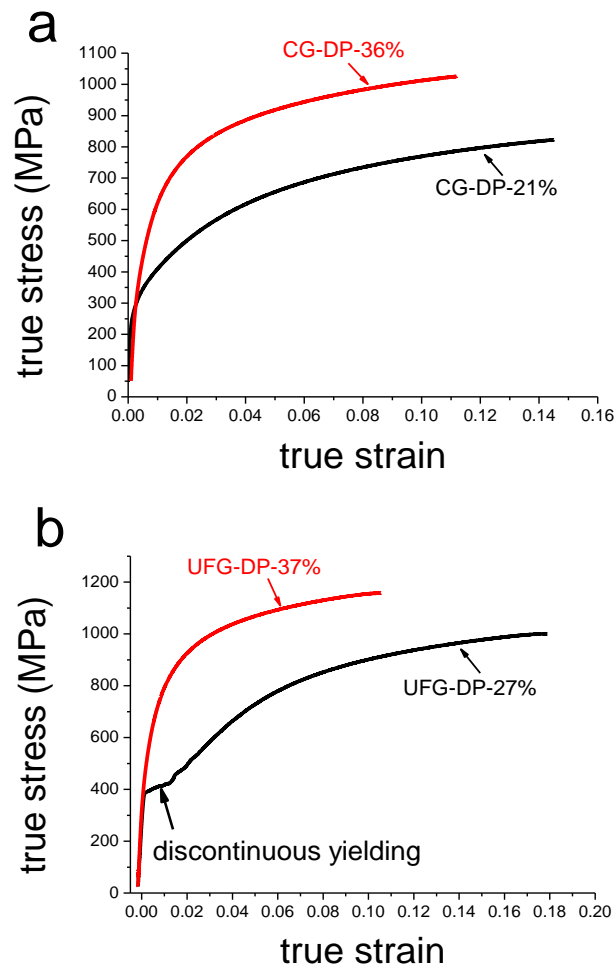 a
1100
1000
900
800
700
600
500
400
300
200
100
0
true stress (MPa)
CG-DP-36%
CG-DP-21%
0.00 0.02 0.04 0.06 0.08 0.10 0.12 0.14 0.16
true strain
b
1200
1000
800
600
400
200
0
true stress (MPa)
UFG-DP-37%
UFG-DP-27%
discontinuous yielding
0.00 0.02 0.04 0.06 0.08 0.10 0.12 0.14 0.16 0.18 0.20
true strain